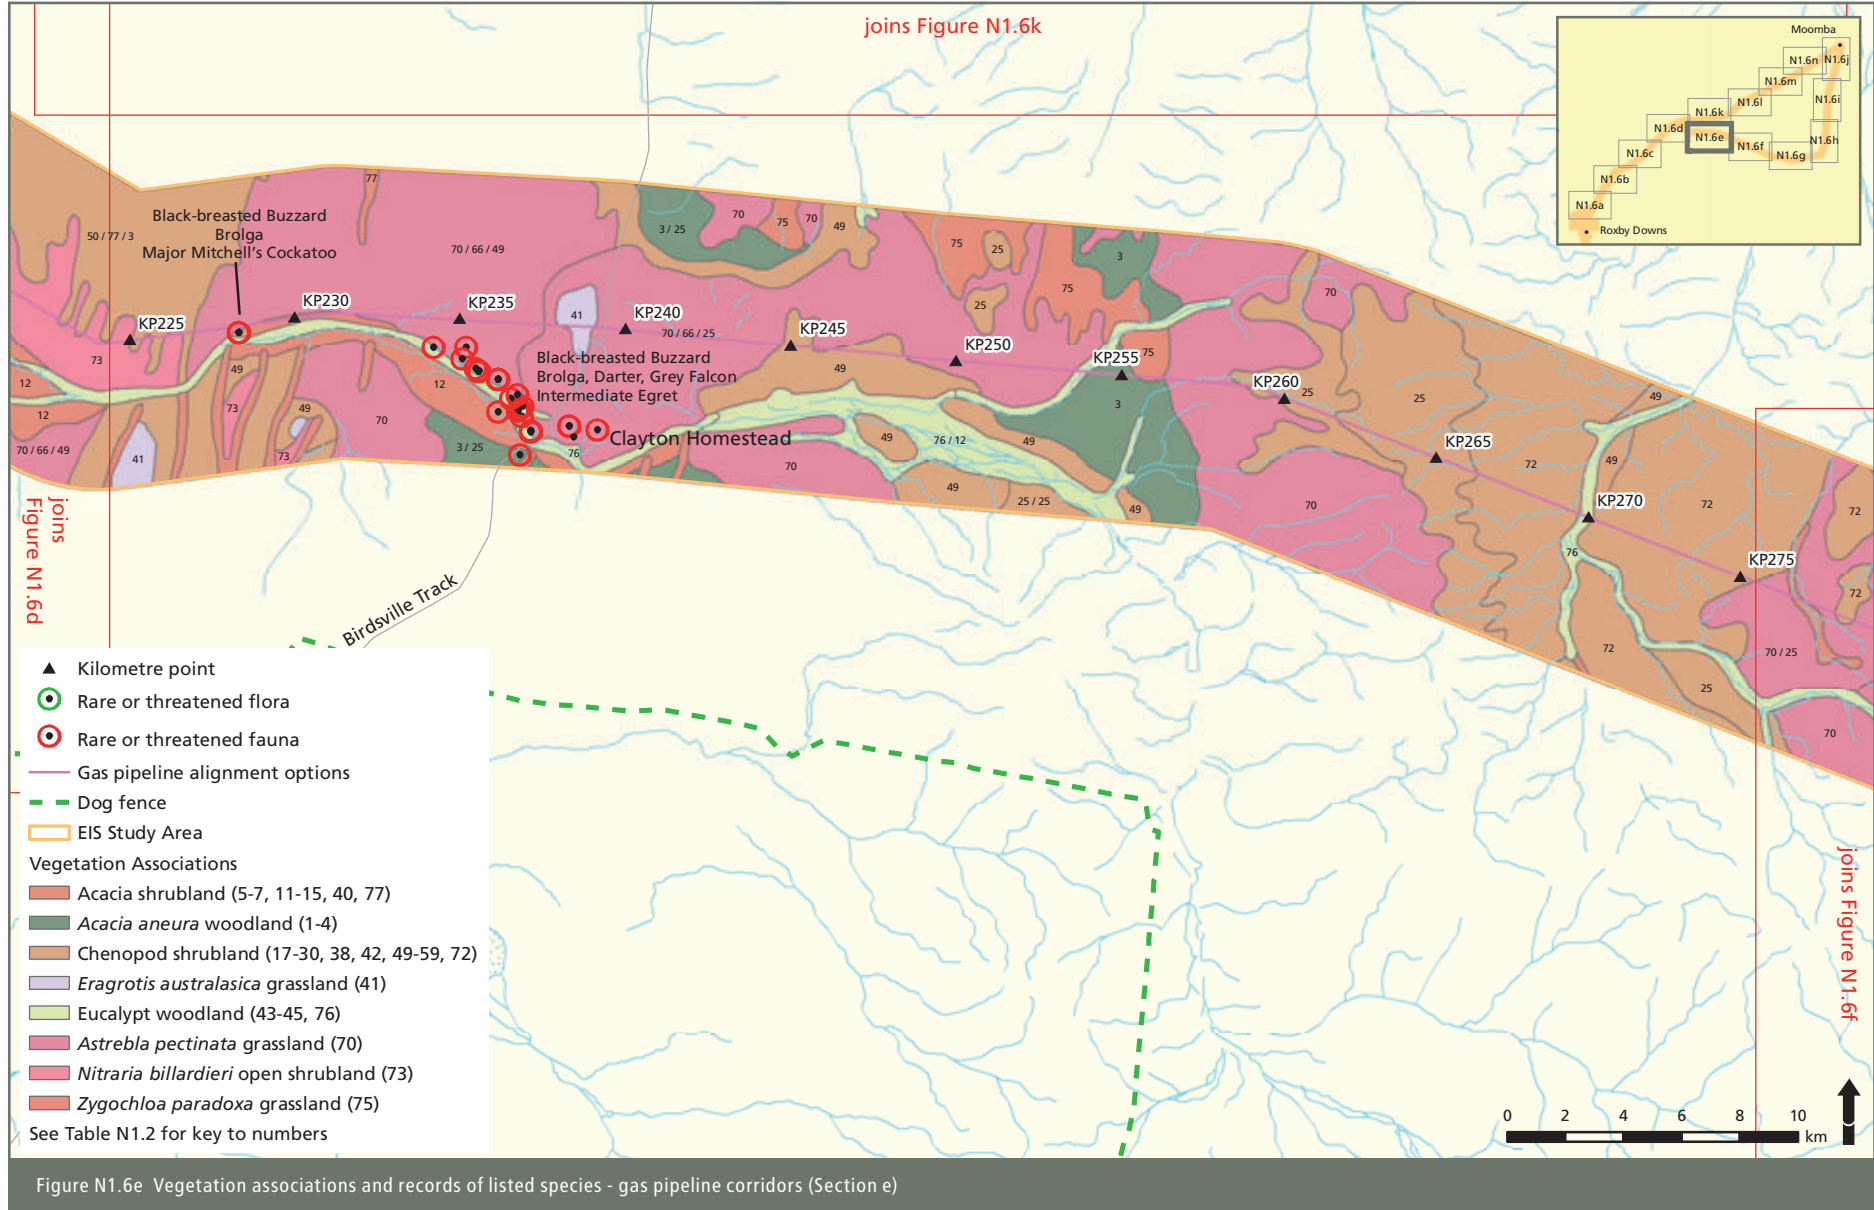 joins Figure N1.6k
Moomba
N1.6n
N1.6j
N1.6m
N1.6l
N1.6i
N1.6k
N1.6d
N1.6e
N1.6h
N1.6f
N1.6g
N1.6c
N1.6b
N1.6a
Roxby Downs
77
Black-breasted Buzzard
Brolga
Major Mitchell's Cockatoo
50 / 77 / 3
70 / 66 / 49
3 / 25
70
75
70
49
75
25
3
75
25
70
41
KP225
KP230
KP235
KP240
70 / 66 / 25
KP245
KP250
KP255
75
KP260
25
25
49
73
12
12
49
73
49
12
70
Black-breasted Buzzard
Brolga, Darter, Grey Falcon
Intermediate Egret
49
3
Clayton Homestead
76 / 12
49
49
70 / 66 / 49
41
73
3 / 25
76
70
49
25 / 25
49
70
KP265
72
49
KP270
72
72
76
KP275
72
72
70 / 25
25
70
joins
Figure N1.6d
Birdsville Track
joins Figure N1.6f
Kilometre point
Rare or threatened flora
Rare or threatened fauna
Gas pipeline alignment options
Dog fence
EIS Study Area
Vegetation Associations
Acacia shrubland (5-7, 11-15, 40, 77)
Acacia aneura woodland (1-4)
Chenopod shrubland (17-30, 38, 42, 49-59, 72)
Eragrotis australasica grassland (41)
Eucalypt woodland (43-45, 76)
Astrebla pectinata grassland (70)
Nitraria billardieri open shrubland (73)
Zygochloa paradoxa grassland (75)
See Table N1.2 for key to numbers
0 2 4 6 8 10
km
Figure N1.6e Vegetation associations and records of listed species - gas pipeline corridors (Section e)